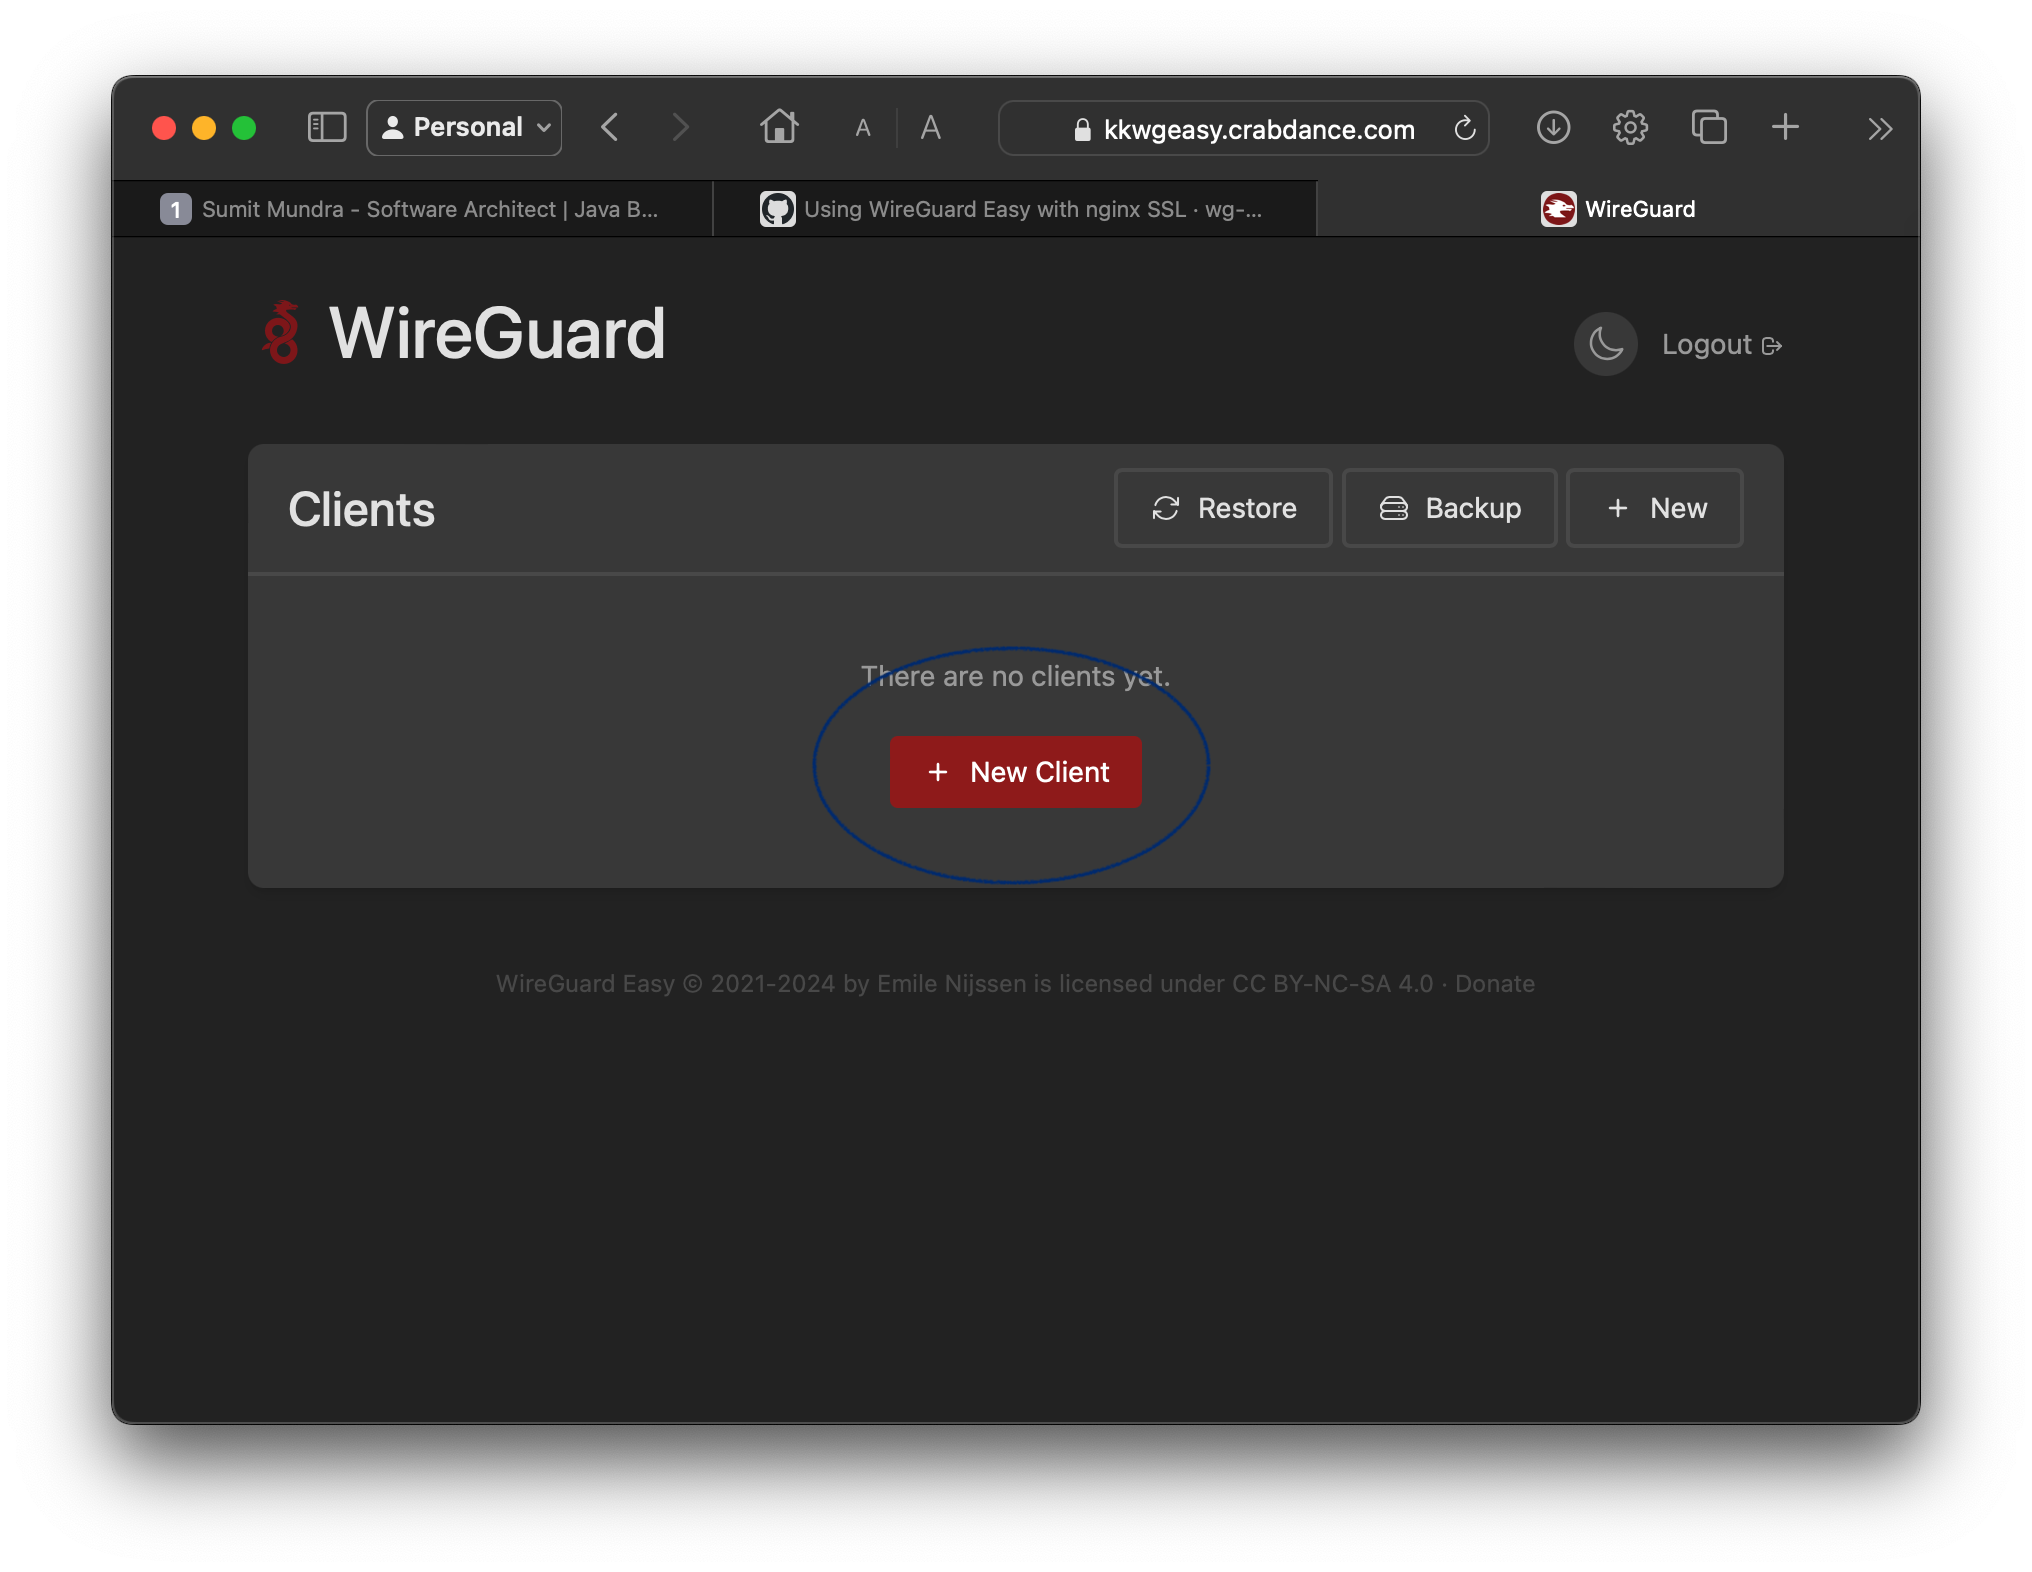 Personal
A A
kkwgeasy.crabdance.com
1 Sumit Mundra - Software Architect | Java B...
Using WireGuard Easy with nginx SSL · wg-...
WireGuard
WireGuard
Logout
Clients
Restore
Backup
+ New
There are no clients yet.
+ New Client
WireGuard Easy © 2021-2024 by Emile Nijssen is licensed under CC BY-NC-SA 4.0 · Donate